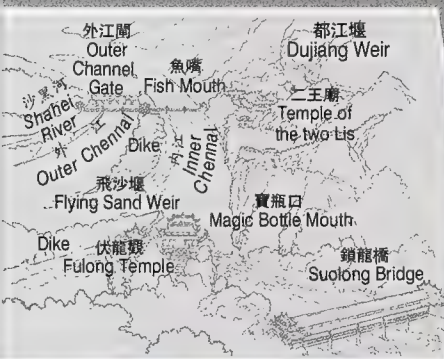 外江閘
Outer
Channel
Gate
魚嘴
Fish Mouth
都江堰
Dujiang Weir
沙黑河
Shahei
River
外江
Outer Chennal
Dike
内江
Inner
Chennal
二王廟
Temple of
the two Lis
飛沙堰
Flying Sand Weir
寶瓶口
Magic Bottle Mouth
Dike
伏龍觀
Fulong Temple
鎖龍橋
Suolong Bridge